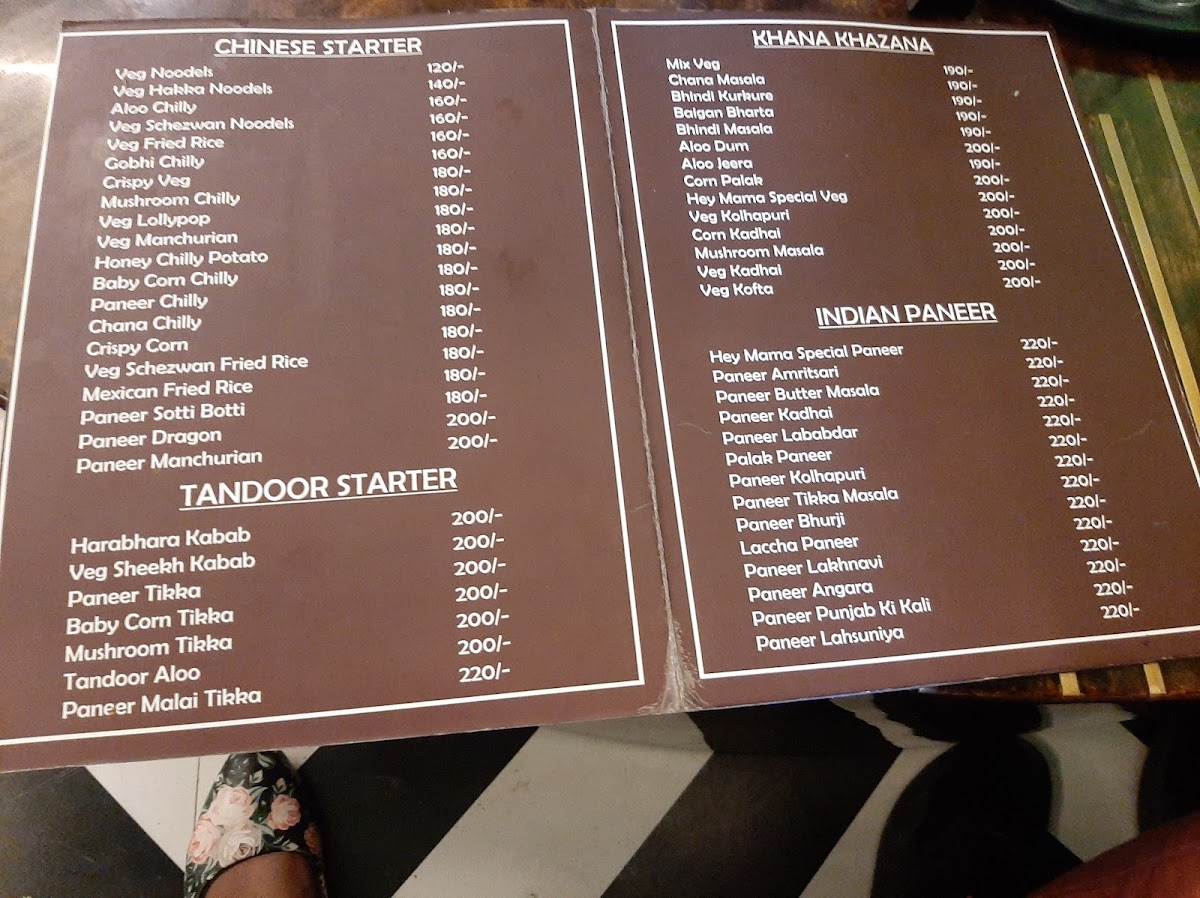 CHINESE STARTER
Veg Noodels 120/-
Veg Hakka Noodels 140/-
Aloo Chilly 160/-
Veg Schezwan Noodels 160/-
Veg Fried Rice 160/-
Gobhi Chilly 160/-
Crispy Veg 180/-
Mushroom Chilly 180/-
Veg Lollypop 180/-
Veg Manchurian 180/-
Honey Chilly Potato 180/-
Baby Corn Chilly 180/-
Paneer Chilly 180/-
Chana Chilly 180/-
Crispy Corn 180/-
Veg Schezwan Fried Rice 180/-
Mexican Fried Rice 180/-
Paneer Sotti Botti 180/-
Paneer Dragon 200/-
Paneer Manchurian 200/-
TANDOOR STARTER
Harabhara Kabab 200/-
Veg Sheekh Kabab 200/-
Paneer Tikka 200/-
Baby Corn Tikka 200/-
Mushroom Tikka 200/-
Tandoor Aloo 200/-
Paneer Malai Tikka 220/-
KHANA KHAZANA
Mix Veg 190/-
Chana Masala 190/-
Bhindi Kurkure 190/-
Baigan Bharta 190/-
Bhindi Masala 190/-
Aloo Dum 200/-
Aloo Jeera 190/-
Corn Palak 200/-
Hey Mama Special Veg 200/-
Veg Kolhapuri 200/-
Corn Kadhai 200/-
Mushroom Masala 200/-
Veg Kadhai 200/-
Veg Kofta 200/-
INDIAN PANEER
Hey Mama Special Paneer 220/-
Paneer Amritsari 220/-
Paneer Butter Masala 220/-
Paneer Kadhai 220/-
Paneer Lababdar 220/-
Palak Paneer 220/-
Paneer Kolhapuri 220/-
Paneer Tikka Masala 220/-
Paneer Bhurji 220/-
Laccha Paneer 220/-
Paneer Lakhnavi 220/-
Paneer Angara 220/-
Paneer Punjab Ki Kali 220/-
Paneer Lahsuniya 220/-